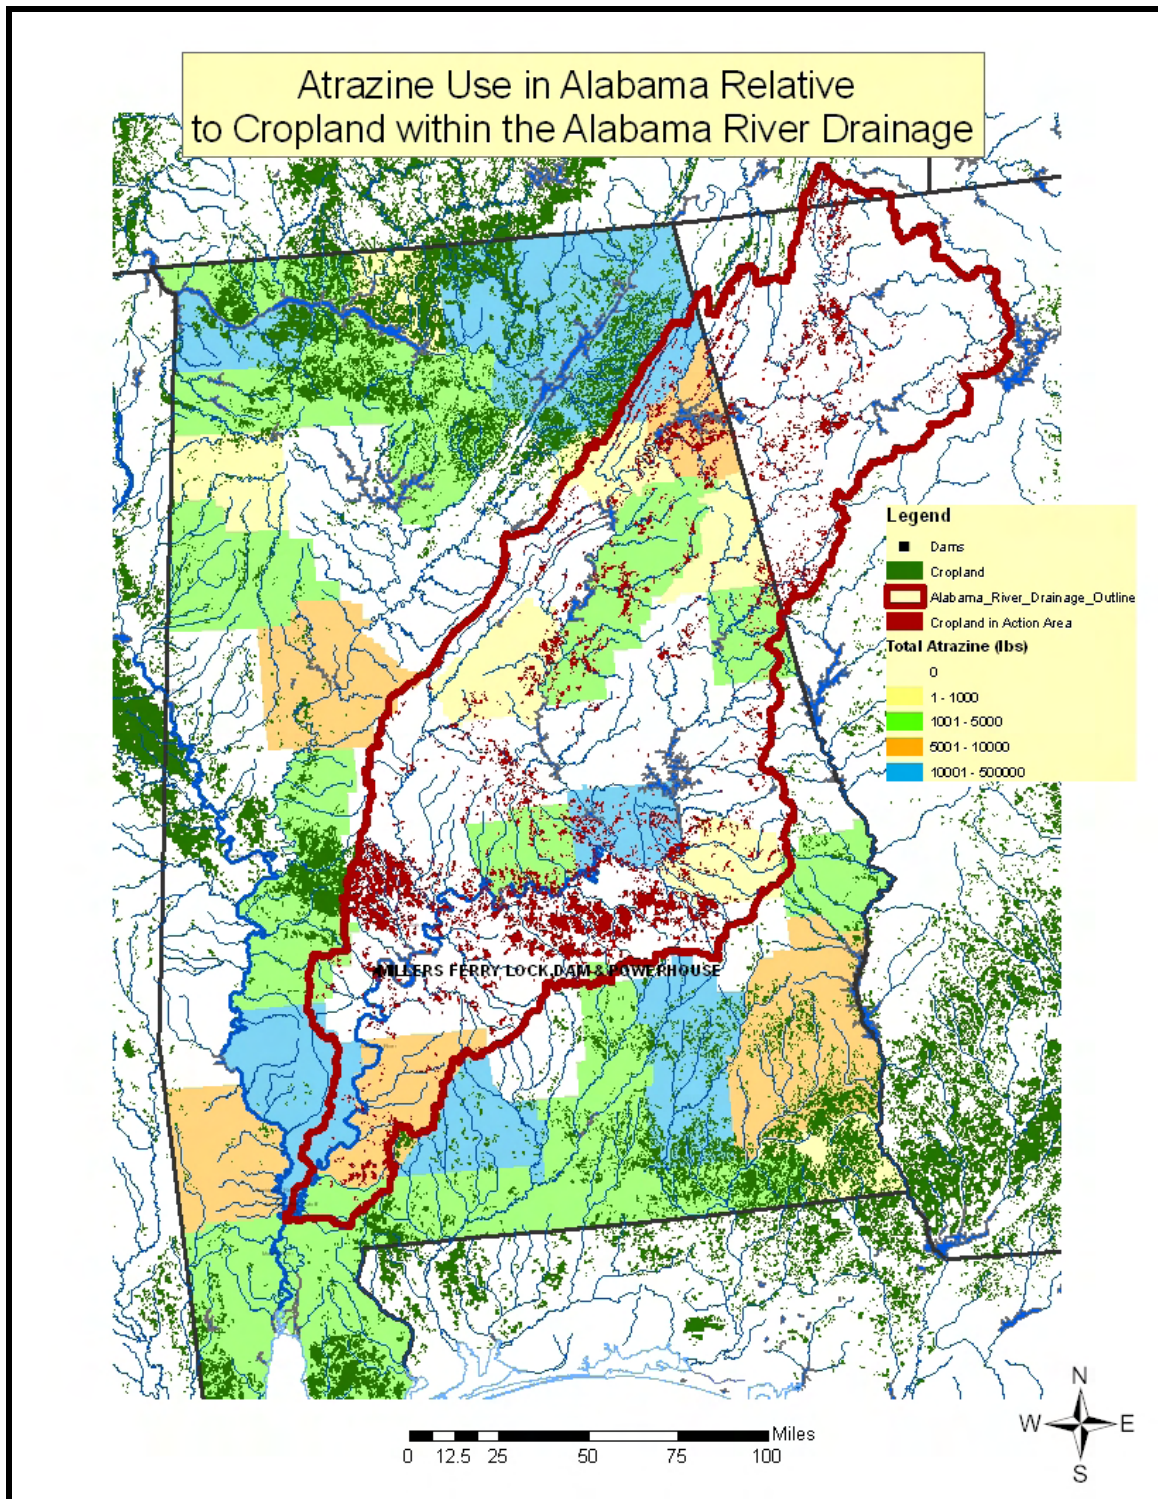 Atrazine Use in Alabama Relative
to Cropland within the Alabama River Drainage
Legend
Dams
Cropland
Alabama_River_Drainage_Outline
Cropland in Action Area
Total Atrazine (lbs)
0
1 - 1000
1001 - 5000
5001 - 10000
10001 - 500000
MILLERS FERRY LOCK,DAM & POWERHOUSE
Miles
0 12.5 25 50 75 100
N
W E
S